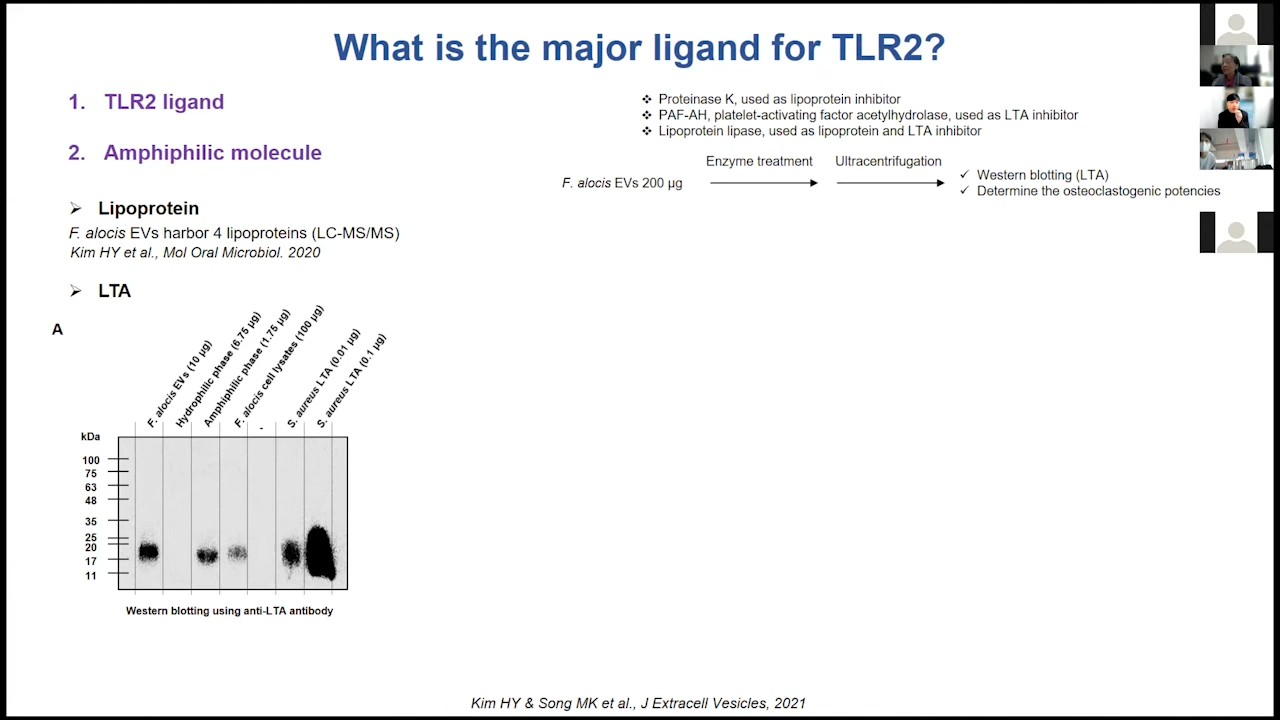 What is the major ligand for TLR2?
1. TLR2 ligand
2. Amphiphilic molecule
➢ Lipoprotein
F. alocis EVs harbor 4 lipoproteins (LC-MS/MS)
Kim HY et al., Mol Oral Microbiol. 2020
➢ LTA
❖ Proteinase K, used as lipoprotein inhibitor
❖ PAF-AH, platelet-activating factor acetylhydrolase, used as LTA inhibitor
❖ Lipoprotein lipase, used as lipoprotein and LTA inhibitor
Enzyme treatment
Ultracentrifugation
F. alocis EVs 200 µg
✓ Western blotting (LTA)
✓ Determine the osteoclastogenic potencies
A
F. alocis EVs (10 µg)
Hydrophilic phase (6.75 µg)
Amphiphilic phase (1.75 µg)
F. alocis cell lysates (100 µg)
-
S. aureus LTA (0.01 µg)
S. aureus LTA (0.1 µg)
kDa
100
75
63
48
35
25
20
17
11
Western blotting using anti-LTA antibody
Kim HY & Song MK et al., J Extracell Vesicles, 2021